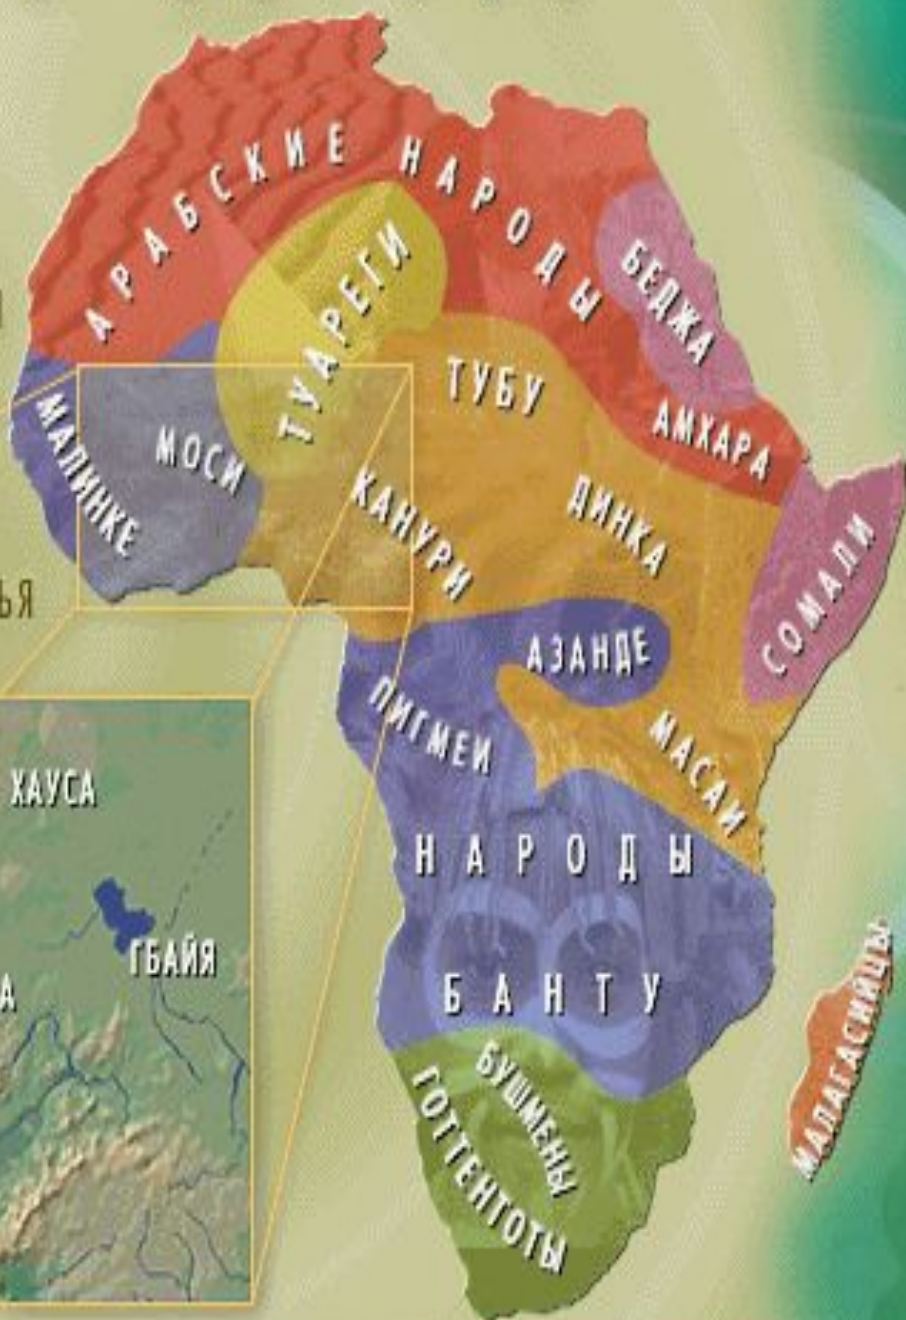 АРАБСКИЕ НАРОДЫ
ТУАРЕГИ
БЕДЖА
ТУБУ
АМХАРА
МАЛИНКЕ
МОСИ
КАНУРИ
ДИНКА
СОМАЛИ
ЬЯ
АЗАНДЕ
ПИГМЕИ
МАСАИ
ХАУСА
НАРОДЫ
БАНТУ
ГБАЙЯ
А
МАЛАГАСИЙЦЫ
БУШМЕНЫ
ГОТТЕНТОТЫ